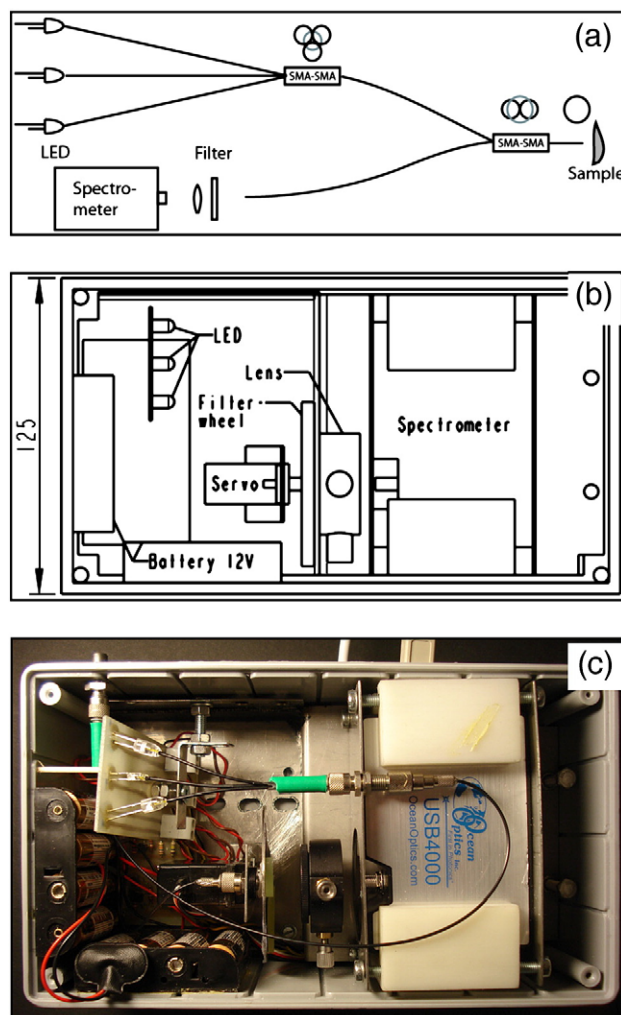 (a)
SMA-SMA
SMA-SMA
LED
Filter
Spectro-
meter
Sample
(b)
LED
Lens
Filter-
wheel
Spectrometer
125
Servo
Battery 12V
(c)
Ocean
Optics Inc.
USB4000
OceanOptics.com